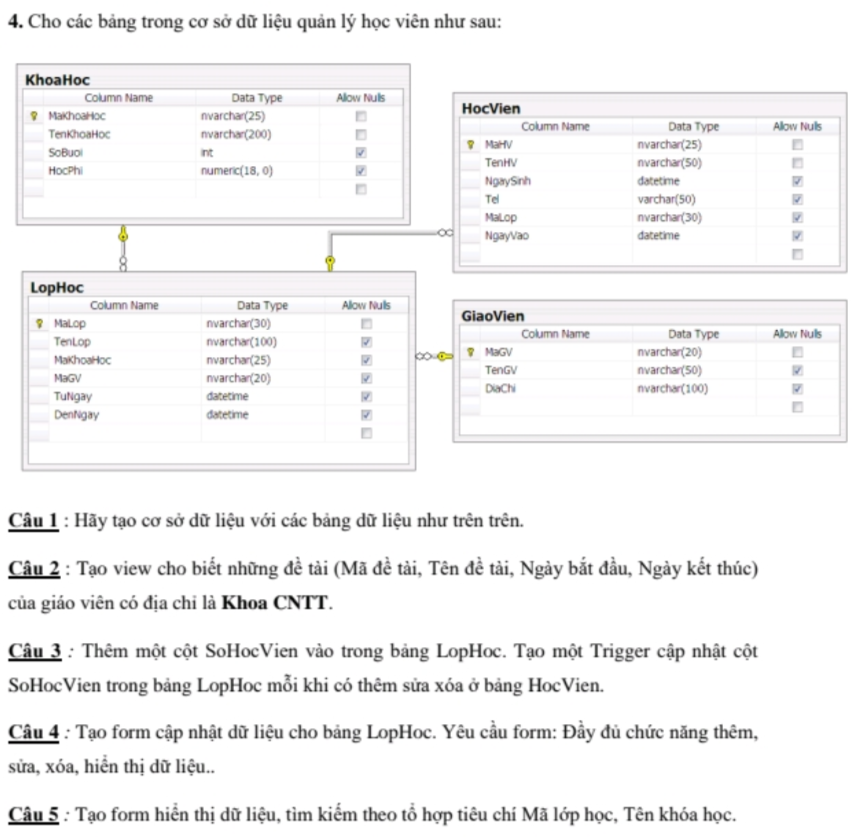 4. Cho các bảng trong cơ sở dữ liệu quản lý học viên như sau:
KhoaHoc
Column Name Data Type Allow Nulls
MaKhoaHoc nvarchar(25)
TenKhoaHoc nvarchar(200)
SoBuoi int
HocPhi numeric(18, 0)
HocVien
Column Name Data Type Allow Nulls
MaHV nvarchar(25)
TenHV nvarchar(50)
NgaySinh datetime
Tel varchar(50)
MaLop nvarchar(30)
NgayVao datetime
LopHoc
Column Name Data Type Allow Nulls
MaLop nvarchar(30)
TenLop nvarchar(100)
MaKhoaHoc nvarchar(25)
MaGV nvarchar(20)
TuNgay datetime
DenNgay datetime
GiaoVien
Column Name Data Type Allow Nulls
MaGV nvarchar(20)
TenGV nvarchar(50)
DiaChi nvarchar(100)
Câu 1 : Hãy tạo cơ sở dữ liệu với các bảng dữ liệu như trên trên.
Câu 2 : Tạo view cho biết những đề tài (Mã đề tài, Tên đề tài, Ngày bắt đầu, Ngày kết thúc)
của giáo viên có địa chỉ là Khoa CNTT.
Câu 3 : Thêm một cột SoHocVien vào trong bảng LopHoc. Tạo một Trigger cập nhật cột
SoHocVien trong bảng LopHoc mỗi khi có thêm sửa xóa ở bảng HocVien.
Câu 4 : Tạo form cập nhật dữ liệu cho bảng LopHoc. Yêu cầu form: Đầy đủ chức năng thêm,
sửa, xóa, hiển thị dữ liệu..
Câu 5 : Tạo form hiển thị dữ liệu, tìm kiếm theo tổ hợp tiêu chí Mã lớp học, Tên khóa học.